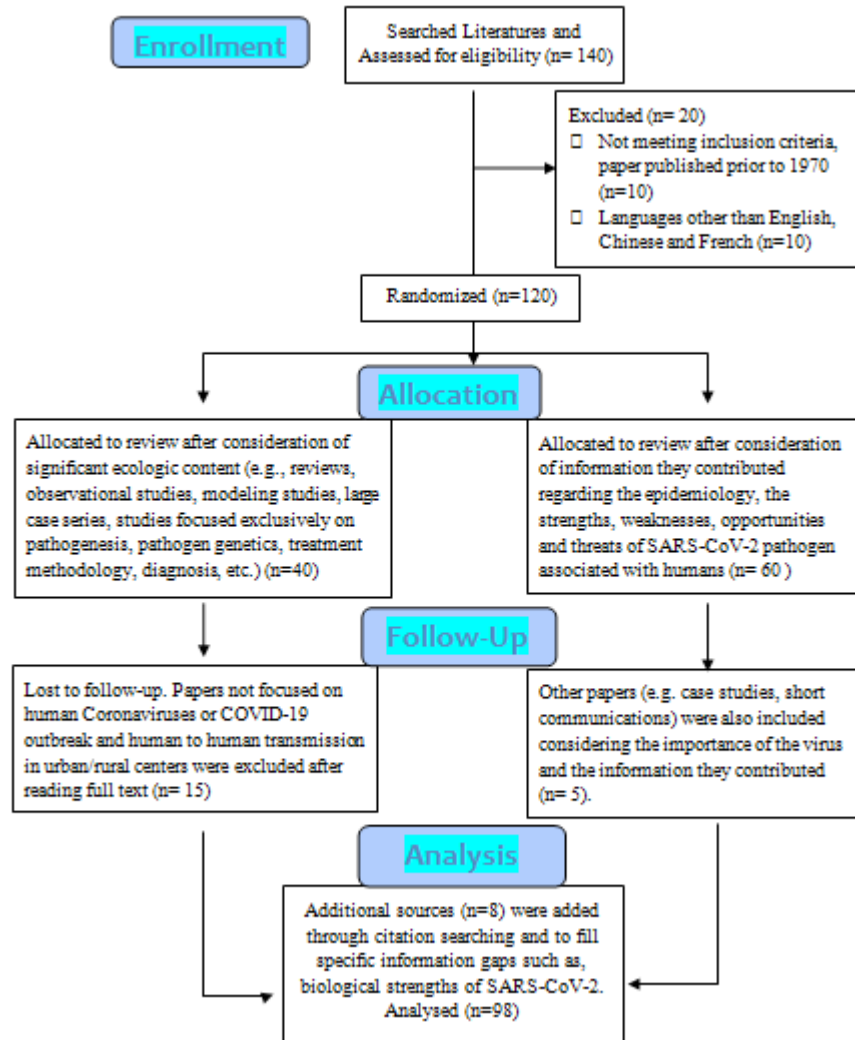 Enrollment
Searched Literatures and
Assessed for eligibility (n= 140)
Excluded (n= 20)
☐ Not meeting inclusion criteria,
paper published prior to 1970
(n=10)
☐ Languages other than English,
Chinese and French (n=10)
Randomized (n=120)
Allocation
Allocated to review after consideration of
significant ecologic content (e.g., reviews,
observational studies, modeling studies, large
case series, studies focused exclusively on
pathogenesis, pathogen genetics, treatment
methodology, diagnosis, etc.) (n=40)
Allocated to review after consideration
of information they contributed
regarding the epidemiology, the
strengths, weaknesses, opportunities
and threats of SARS-CoV-2 pathogen
associated with humans (n= 60 )
Follow-Up
Lost to follow-up. Papers not focused on
human Coronaviruses or COVID-19
outbreak and human to human transmission
in urban/rural centers were excluded after
reading full text (n= 15)
Other papers (e.g. case studies, short
communications) were also included
considering the importance of the virus
and the information they contributed
(n= 5).
Analysis
Additional sources (n=8) were added
through citation searching and to fill
specific information gaps such as,
biological strengths of SARS-CoV-2.
Analysed (n=98)